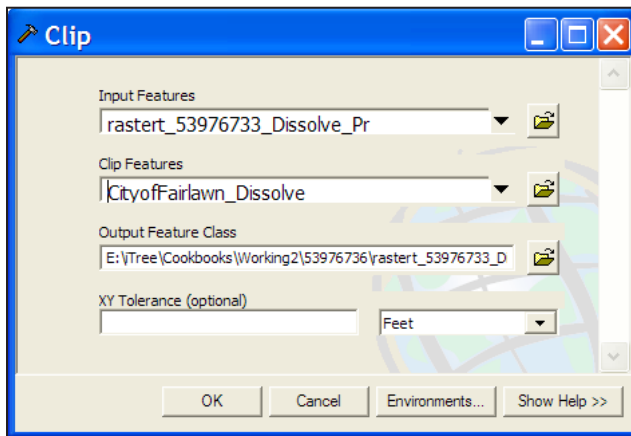 Clip
Input Features
rastert_53976733_Dissolve_Pr
Clip Features
CityofFairlawn_Dissolve
Output Feature Class
E:\iTree\Cookbooks\Working2\53976736\rastert_53976733_D
XY Tolerance (optional)
Feet
OK Cancel Environments... Show Help >>